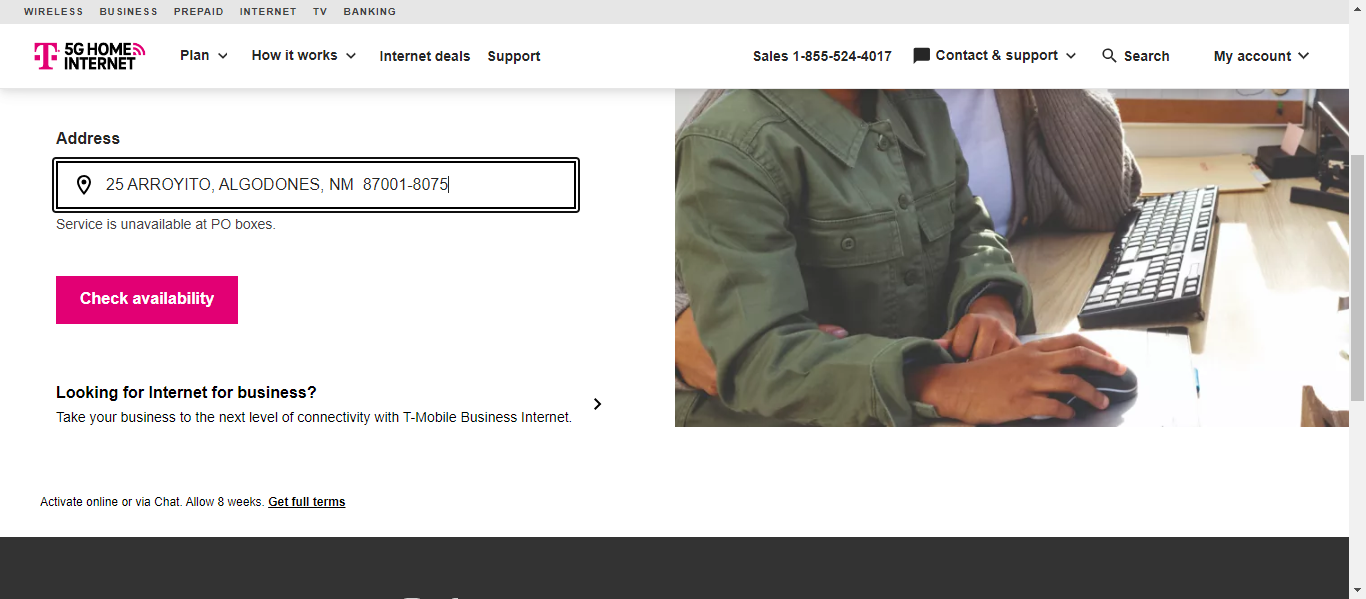 WIRELESS BUSINESS PREPAID INTERNET TV BANKING
T 5G HOME INTERNET
Plan How it works Internet deals Support Sales 1-855-524-4017 Contact & support Search My account
Address
25 ARROYITO, ALGODONES, NM  87001-8075
Service is unavailable at PO boxes.
Check availability
Looking for Internet for business?
Take your business to the next level of connectivity with T-Mobile Business Internet.
Activate online or via Chat. Allow 8 weeks. Get full terms